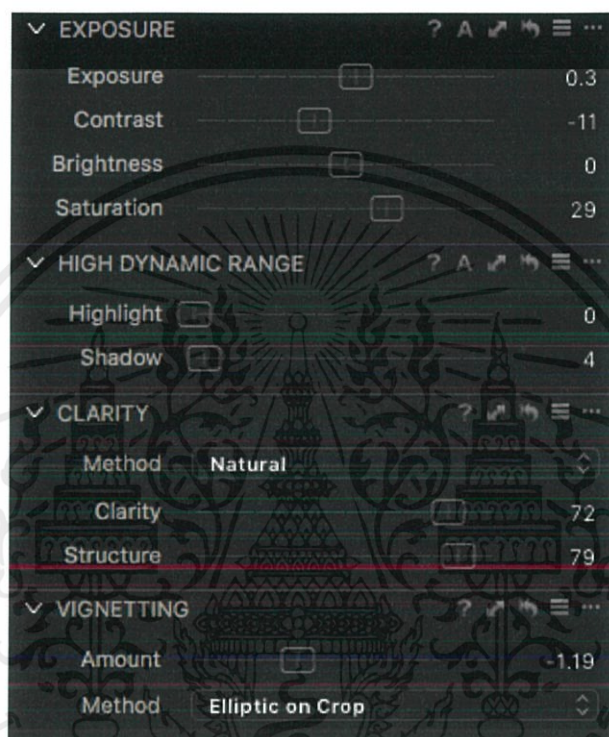 EXPOSURE ? A ...
Exposure 0.3
Contrast -11
Brightness 0
Saturation 29
HIGH DYNAMIC RANGE ? A ...
Highlight 0
Shadow 4
CLARITY ? ...
Method Natural
Clarity 72
Structure 79
VIGNETTING ? ...
Amount -1.19
Method Elliptic on Crop